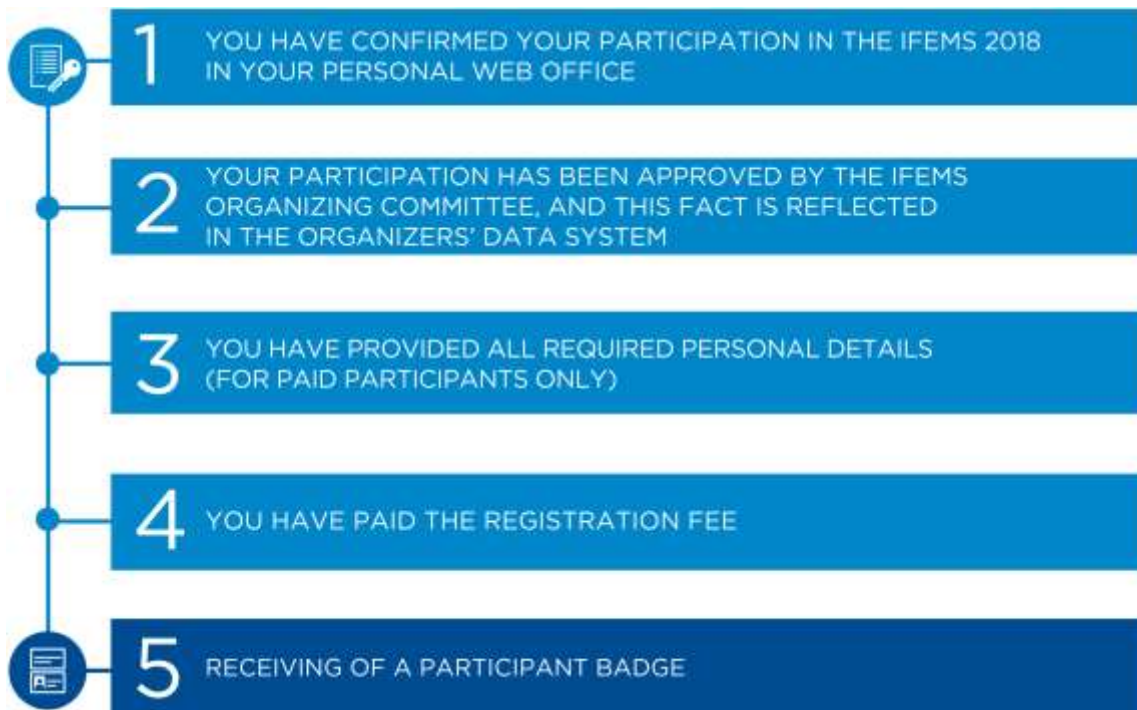 1
YOU HAVE CONFIRMED YOUR PARTICIPATION IN THE IFEMS 2018
IN YOUR PERSONAL WEB OFFICE
2
YOUR PARTICIPATION HAS BEEN APPROVED BY THE IFEMS
ORGANIZING COMMITTEE, AND THIS FACT IS REFLECTED
IN THE ORGANIZERS' DATA SYSTEM
3
YOU HAVE PROVIDED ALL REQUIRED PERSONAL DETAILS
(FOR PAID PARTICIPANTS ONLY)
4
YOU HAVE PAID THE REGISTRATION FEE
5
RECEIVING OF A PARTICIPANT BADGE